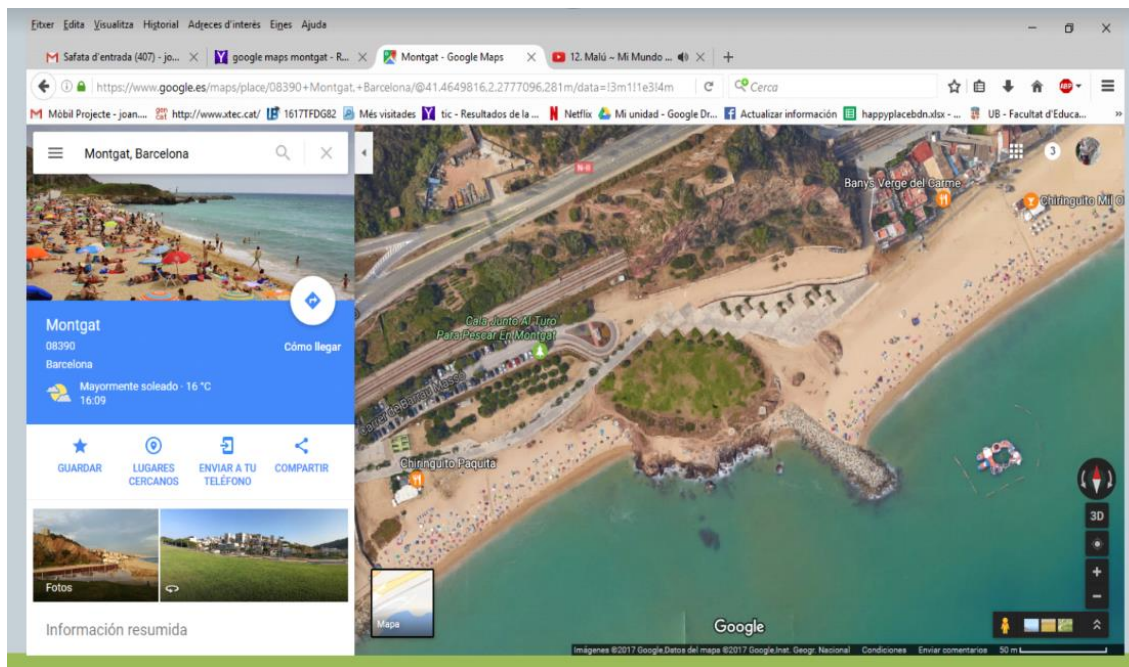 Fitxer Edita Visualitza Historial Adreces d'interès Eines Ajuda
Safata d'entrada (407) - jo... google maps montgat - R... Montgat - Google Maps 12. Malú ~ Mi Mundo ...
https://www.google.es/maps/place/08390+Montgat,+Barcelona/@41.4649816,2.2777096,281m/data=!3m1!1e3!4m Cerca
Mòbil Projecte - joan.... http://www.xtec.cat/ 1617TFDG82 Més visitades tic - Resultados de la ... Netflix Mi unidad - Google Dr... Actualizar información happyplacebdn.xlsx - ... UB - Facultat d'Educa...
Montgat, Barcelona
Montgat
08390
Barcelona
Cómo llegar
Mayormente soleado · 16 °C
16:09
GUARDAR
LUGARES CERCANOS
ENVIAR A TU TELÉFONO
COMPARTIR
Fotos
Información resumida
3
Banys Verge del Carme
Chiringuito Mil
Cala Junto Al Turo
Para Pescar En Montgat
Chiringuito Paquita
3D
Mapa
Google
Imágenes ©2017 Google,Datos del mapa ©2017 Google,Inst. Geogr. Nacional Condiciones Enviar comentarios 50 m